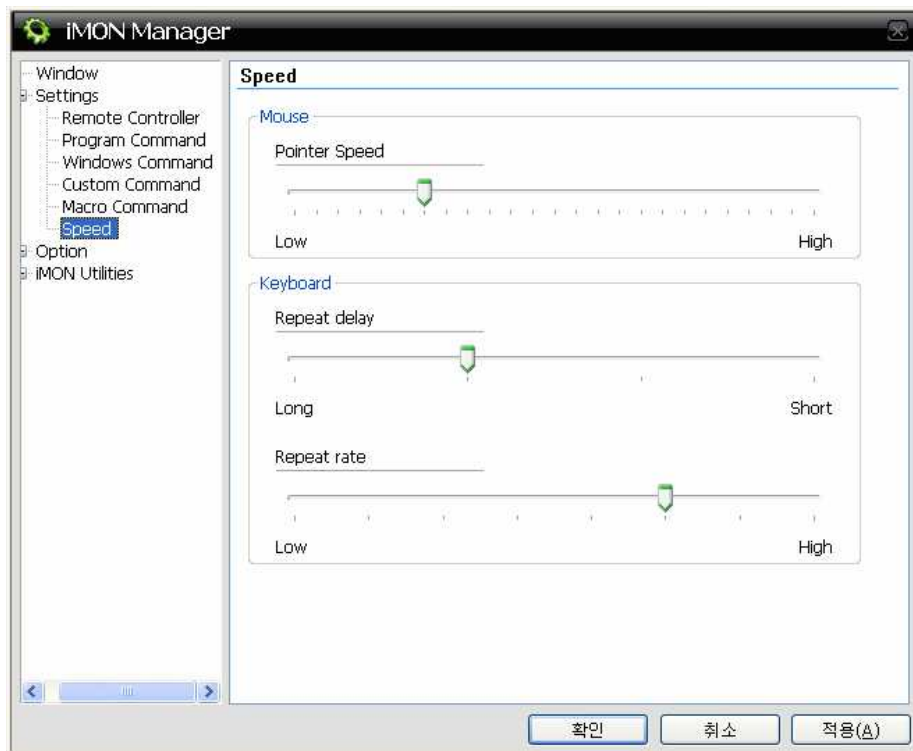 iMON Manager
Window
Settings
Remote Controller
Program Command
Windows Command
Custom Command
Macro Command
Speed
Option
iMON Utilities
Speed
Mouse
Pointer Speed
Low High
Keyboard
Repeat delay
Long Short
Repeat rate
Low High
확인 취소 적용(A)